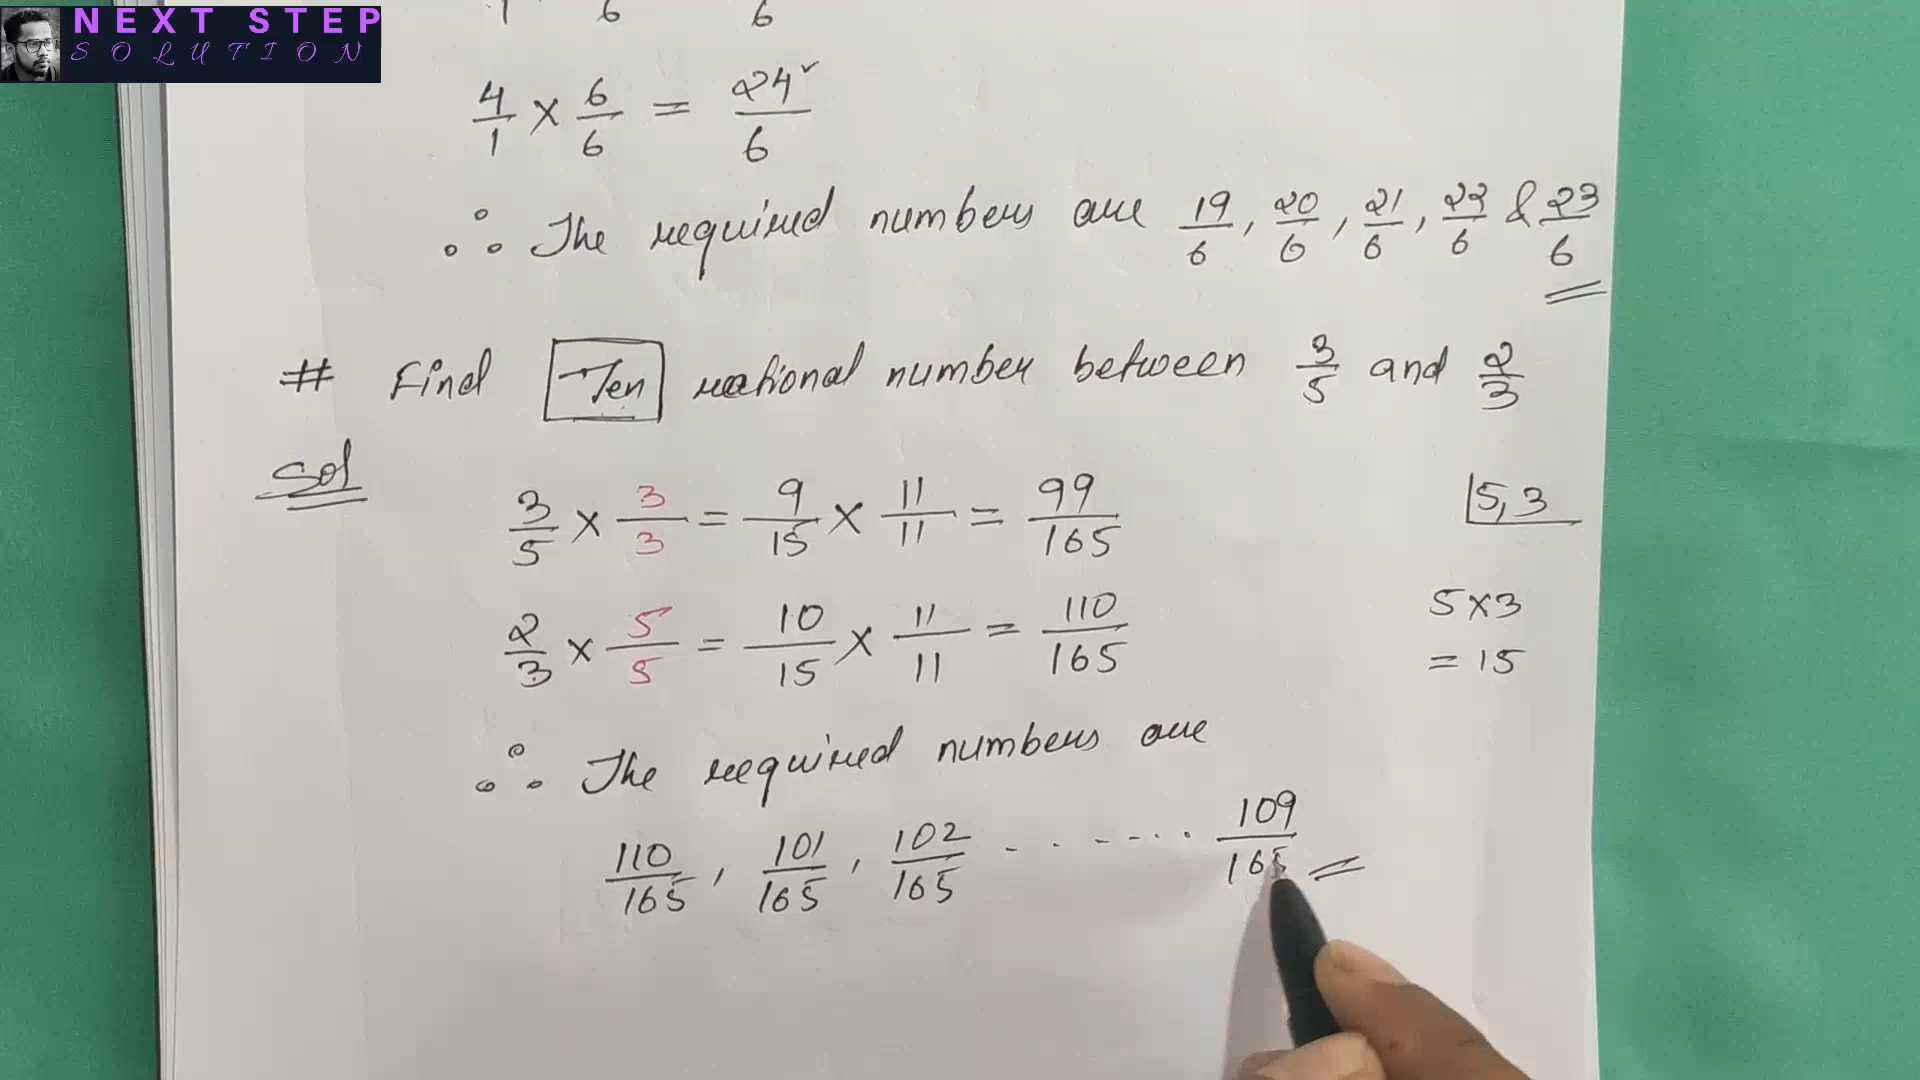 NEXT STEP
SOLUTION
1 6 6
4/1 × 6/6 = 24/6
∴ The required numbers are 19/6, 20/6, 21/6, 22/6 & 23/6
# Find Ten rational number between 3/5 and 2/3
Sol
3/5 × 3/3 = 9/15 × 11/11 = 99/165
5, 3
2/3 × 5/5 = 10/15 × 11/11 = 110/165
5×3
= 15
∴ The required numbers are
110/165, 101/165, 102/165 ........ 109/165